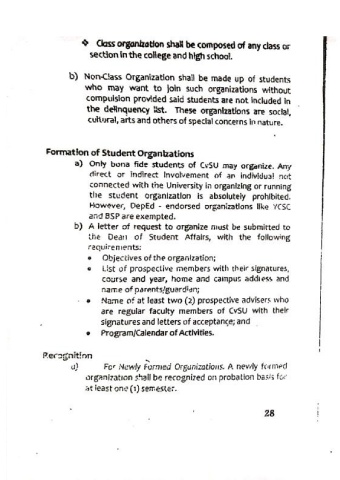 ❖ Class organization shall be composed of any class or
section in the college and high school.
b) Non-Class Organization shall be made up of students
who may want to join such organizations without
compulsion provided said students are not included in
the delinquency list. These organizations are social,
cultural, arts and others of special concerns in nature.
Formation of Student Organizations
a) Only bona fide students of CvSU may organize. Any
direct or indirect involvement of an individual not
connected with the University in organizing or running
the student organization is absolutely prohibited.
However, DepEd - endorsed organizations like YCSC
and BSP are exempted.
b) A letter of request to organize must be submitted to
the Dean of Student Affairs, with the following
requirements:
• Objectives of the organization;
• List of prospective members with their signatures,
course and year, home and campus address and
name of parents/guardian;
• Name of at least two (2) prospective advisers who
are regular faculty members of CvSU with their
signatures and letters of acceptance; and
• Program/Calendar of Activities.
Recognition
a) For Newly Formed Organizations. A newly formed
organization shall be recognized on probation basis for
at least one (1) semester.
28